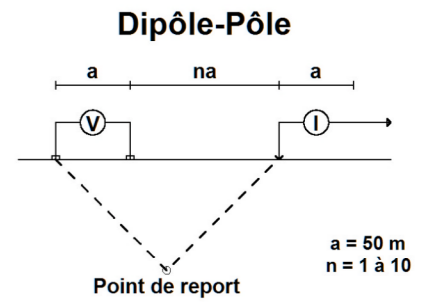 Dipôle-Pôle
a na a
V I
a = 50 m
n = 1 à 10
Point de report